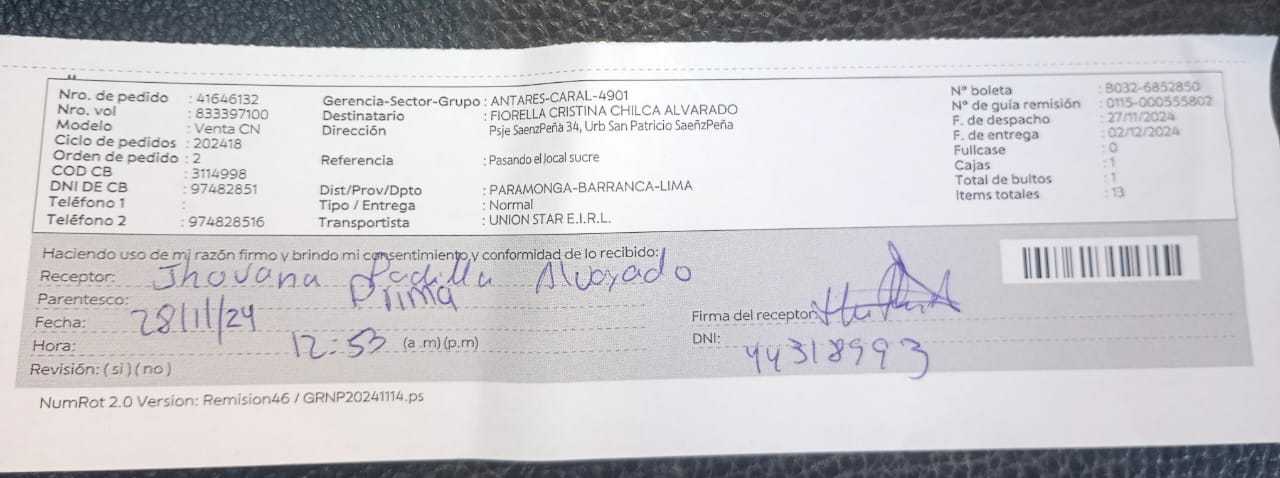 Nro. de pedido : 41646132
Nro. vol : 833397100
Modelo : Venta CN
Ciclo de pedidos : 202418
Orden de pedido : 2
COD CB : 3114998
DNI DE CB : 97482851
Teléfono 1 :
Teléfono 2 : 974828516
Gerencia-Sector-Grupo : ANTARES-CARAL-4901
Destinatario : FIORELLA CRISTINA CHILCA ALVARADO
Dirección Psje SaenzPeñà 34, Urb San Patricio SaeñzPeña
Referencia : Pasando el local sucre
Dist/Prov/Dpto : PARAMONGA-BARRANCA-LIMA
Tipo / Entrega : Normal
Transportista : UNION STAR E.I.R.L.
N° boleta : B032-6852850
N° de guía remisión : 0115-000555802
F. de despacho : 27/11/2024
F. de entrega : 02/12/2024
Fullcase : 0
Cajas : 1
Total de bultos : 1
Items totales : 13
Haciendo uso de mi razón firmo y brindo mi consentimiento y conformidad de lo recibido:
Receptor: Jhovana Padilla Alvarado
Parentesco: Prima
Fecha: 28/11/24
Hora: 12:53 (a .m) (p.m)
Revisión: ( si ) ( no )
Firma del receptor:
DNI: 44318993
NumRot 2.0 Version: Remision46 / GRNP20241114.ps